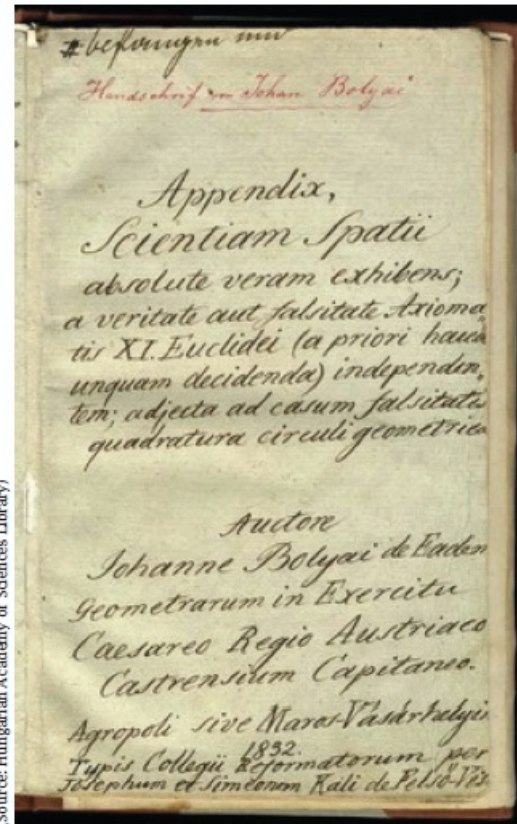 (Source: Hungarian Academy of Sciences Library)
Handschrif von Johan Bolyai
Appendix,
Scientiam Spatii
absolute veram exhibens;
a veritate aut falsitate Axioma„
tis XI. Euclidei (a priori haud
unquam decidenda) independen„
tem; adjecta ad casum falsitatis
quadratura circuli geometrica
Auctore
Iohanne Bolyai de Eadem
Geometrarum in Exercitu
Caesareo Regio Austriaco
Castrensium Capitaneo.
Agropoli sive Maros-Vásárhelyin
1832.
Typis Collegii Reformatorum per
Josephum et Simeonem Kali de Felső-Vist